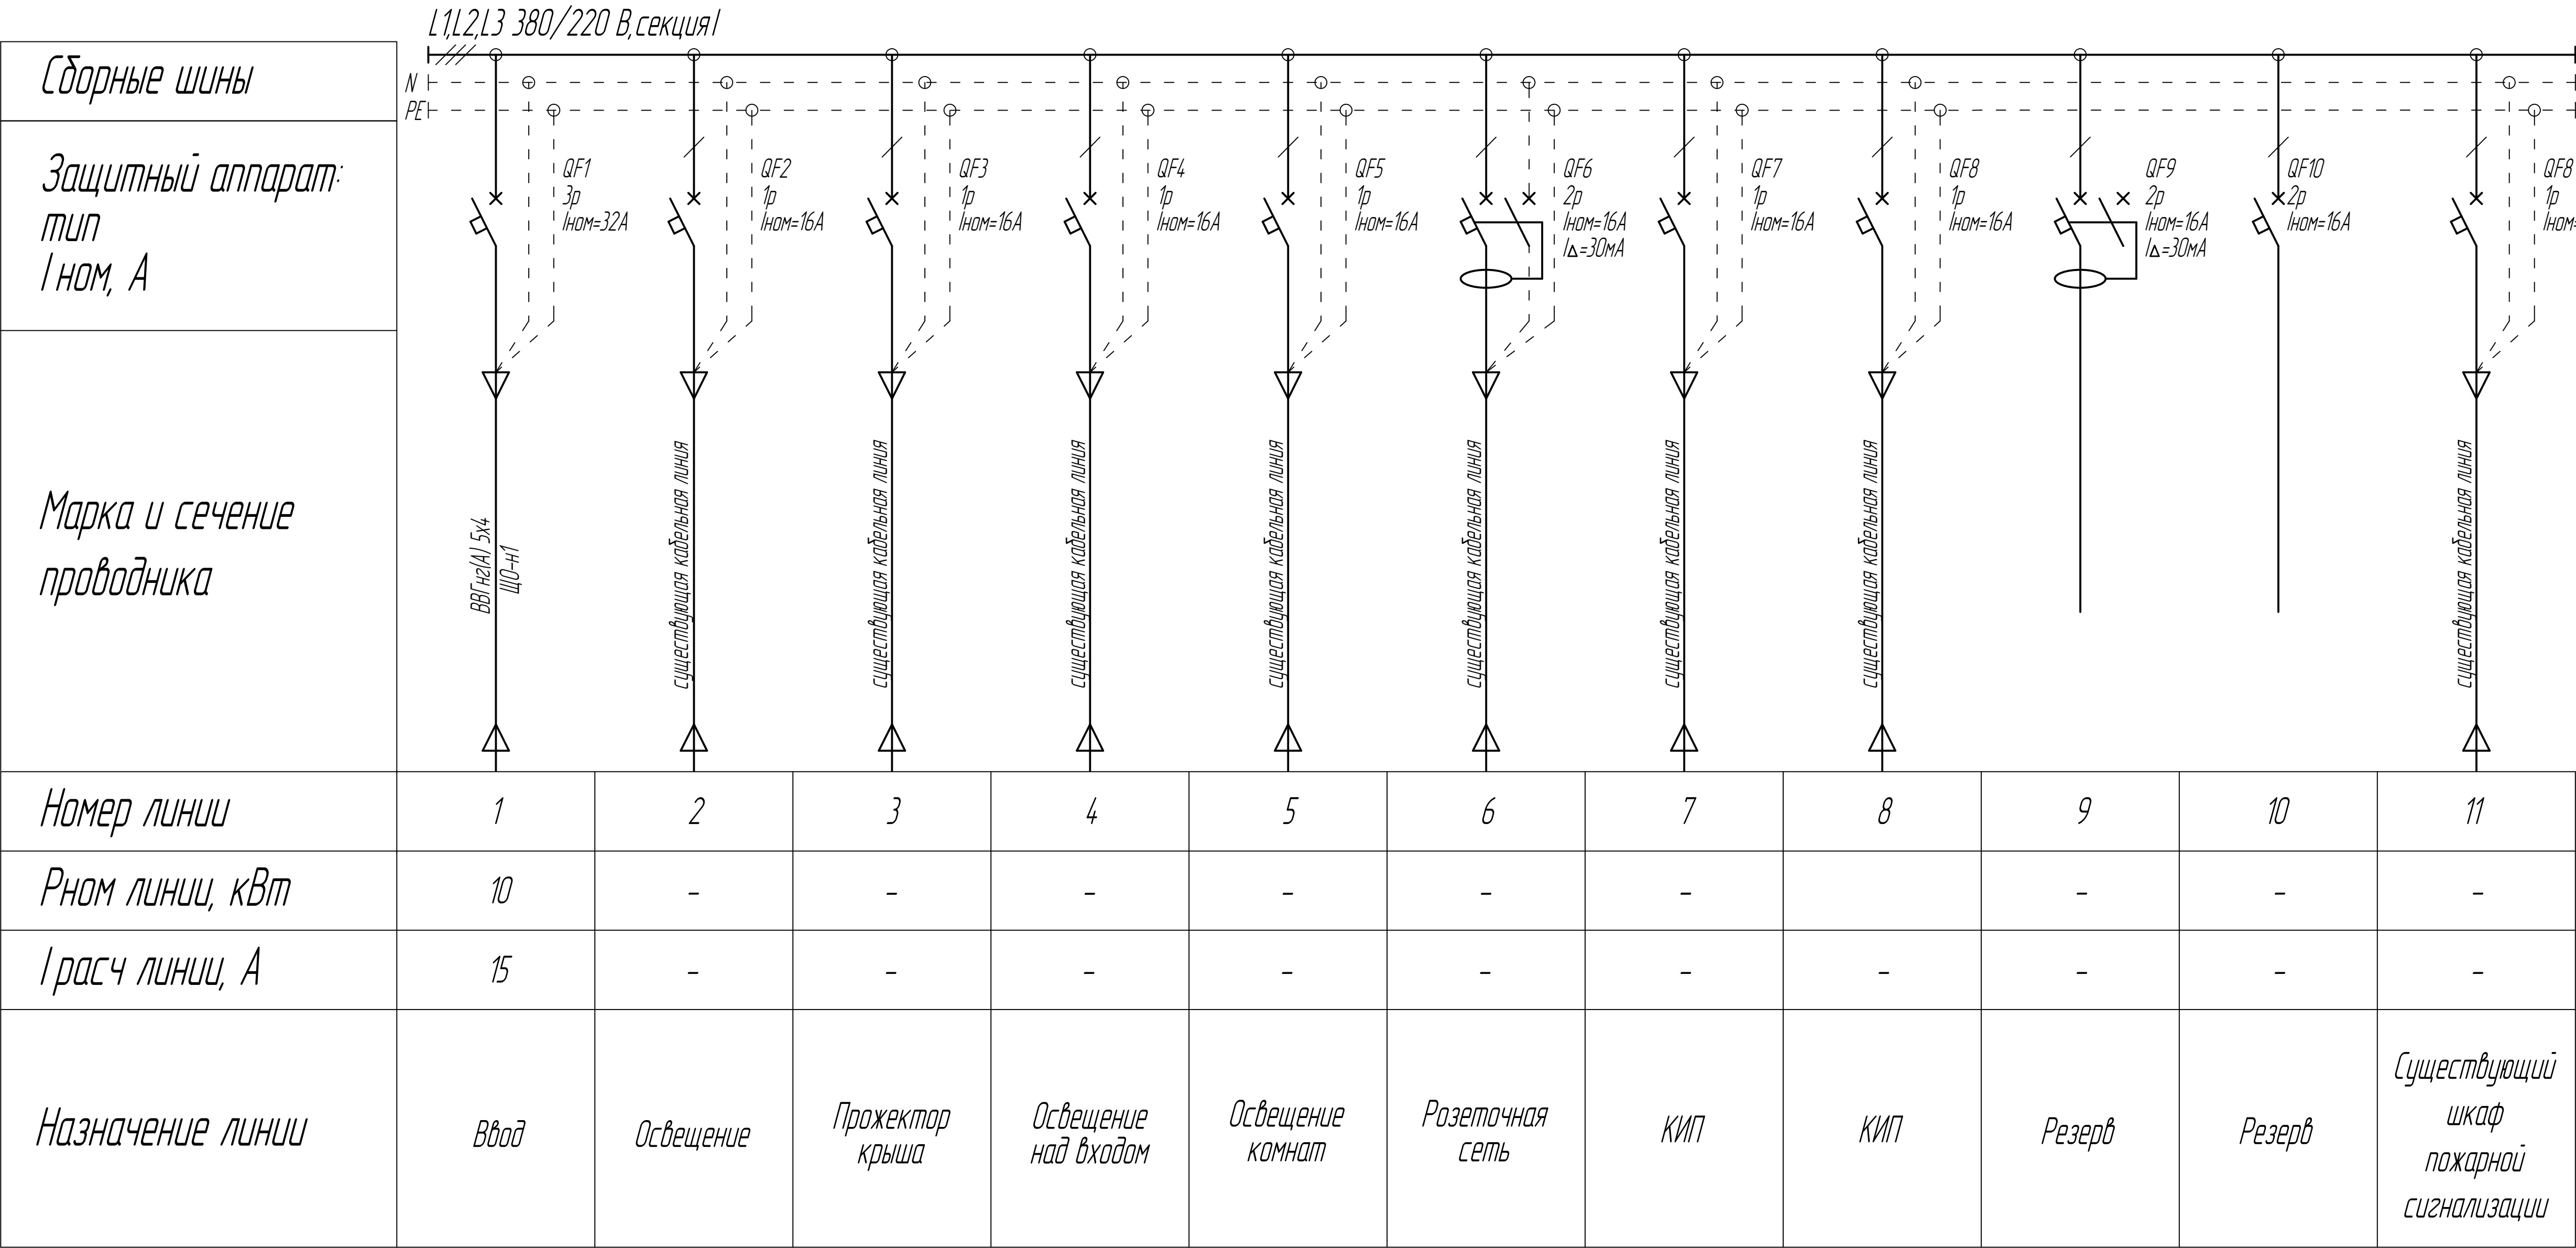 L1,L2,L3 380/220 В,секция I
Сборные шины
N
PE
Защитный аппарат:
тип
I ном, А
QF1
3р
Iном=32А
QF2
1р
Iном=16А
QF3
1р
Iном=16А
QF4
1р
Iном=16А
QF5
1р
Iном=16А
QF6
2р
Iном=16А
I∆=30мА
QF7
1р
Iном=16А
QF8
1р
Iном=16А
QF9
2р
Iном=16А
I∆=30мА
QF10
2р
Iном=16А
QF8
1р
Iном=
Марка и сечение
проводника
ВВГнг(А) 5х4
ЩО-н1
существующая кабельная линия
существующая кабельная линия
существующая кабельная линия
существующая кабельная линия
существующая кабельная линия
существующая кабельная линия
существующая кабельная линия
существующая кабельная линия
Номер линии 1 2 3 4 5 6 7 8 9 10 11
Рном линии, кВт 10 - - - - - - - - -
I расч линии, А 15 - - - - - - - - - -
Назначение линии
Ввод
Освещение
Прожектор
крыша
Освещение
над входом
Освещение
комнат
Розеточная
сеть
КИП
КИП
Резерв
Резерв
Существующий
шкаф
пожарной
сигнализации